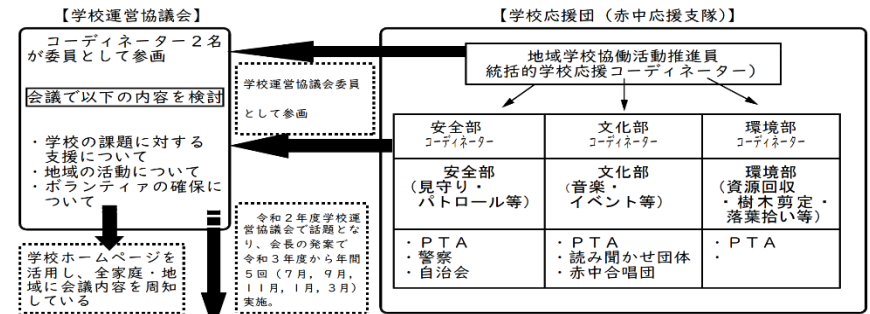 【学校運営協議会】
コーディネーター２名
が委員として参画
会議で以下の内容を検討
・学校の課題に対する
支援について
・地域の活動について
・ボランティアの確保に
ついて
学校ホームページを
活用し、全家庭・地
域に会議内容を周知
している
学校運営協議会委員
として参画
令和２年度学校運
営協議会で話題とな
り、会長の発案で
令和３年度から年間
５回（７月，９月，
１１月，１月，３月）
実施。
【学校応援団（赤中応援支隊）】
地域学校協働活動推進員
統括的学校応援コーディネーター）
安全部
コーディネーター
文化部
コーディネーター
環境部
コーディネーター
安全部
（見守り・
パトロール等）
文化部
（音楽・
イベント等）
環境部
（資源回収
・樹木剪定・
落葉拾い等）
・ＰＴＡ
・警察
・自治会
・ＰＴＡ
・読み聞かせ団体
・赤中合唱団
・ＰＴＡ
・